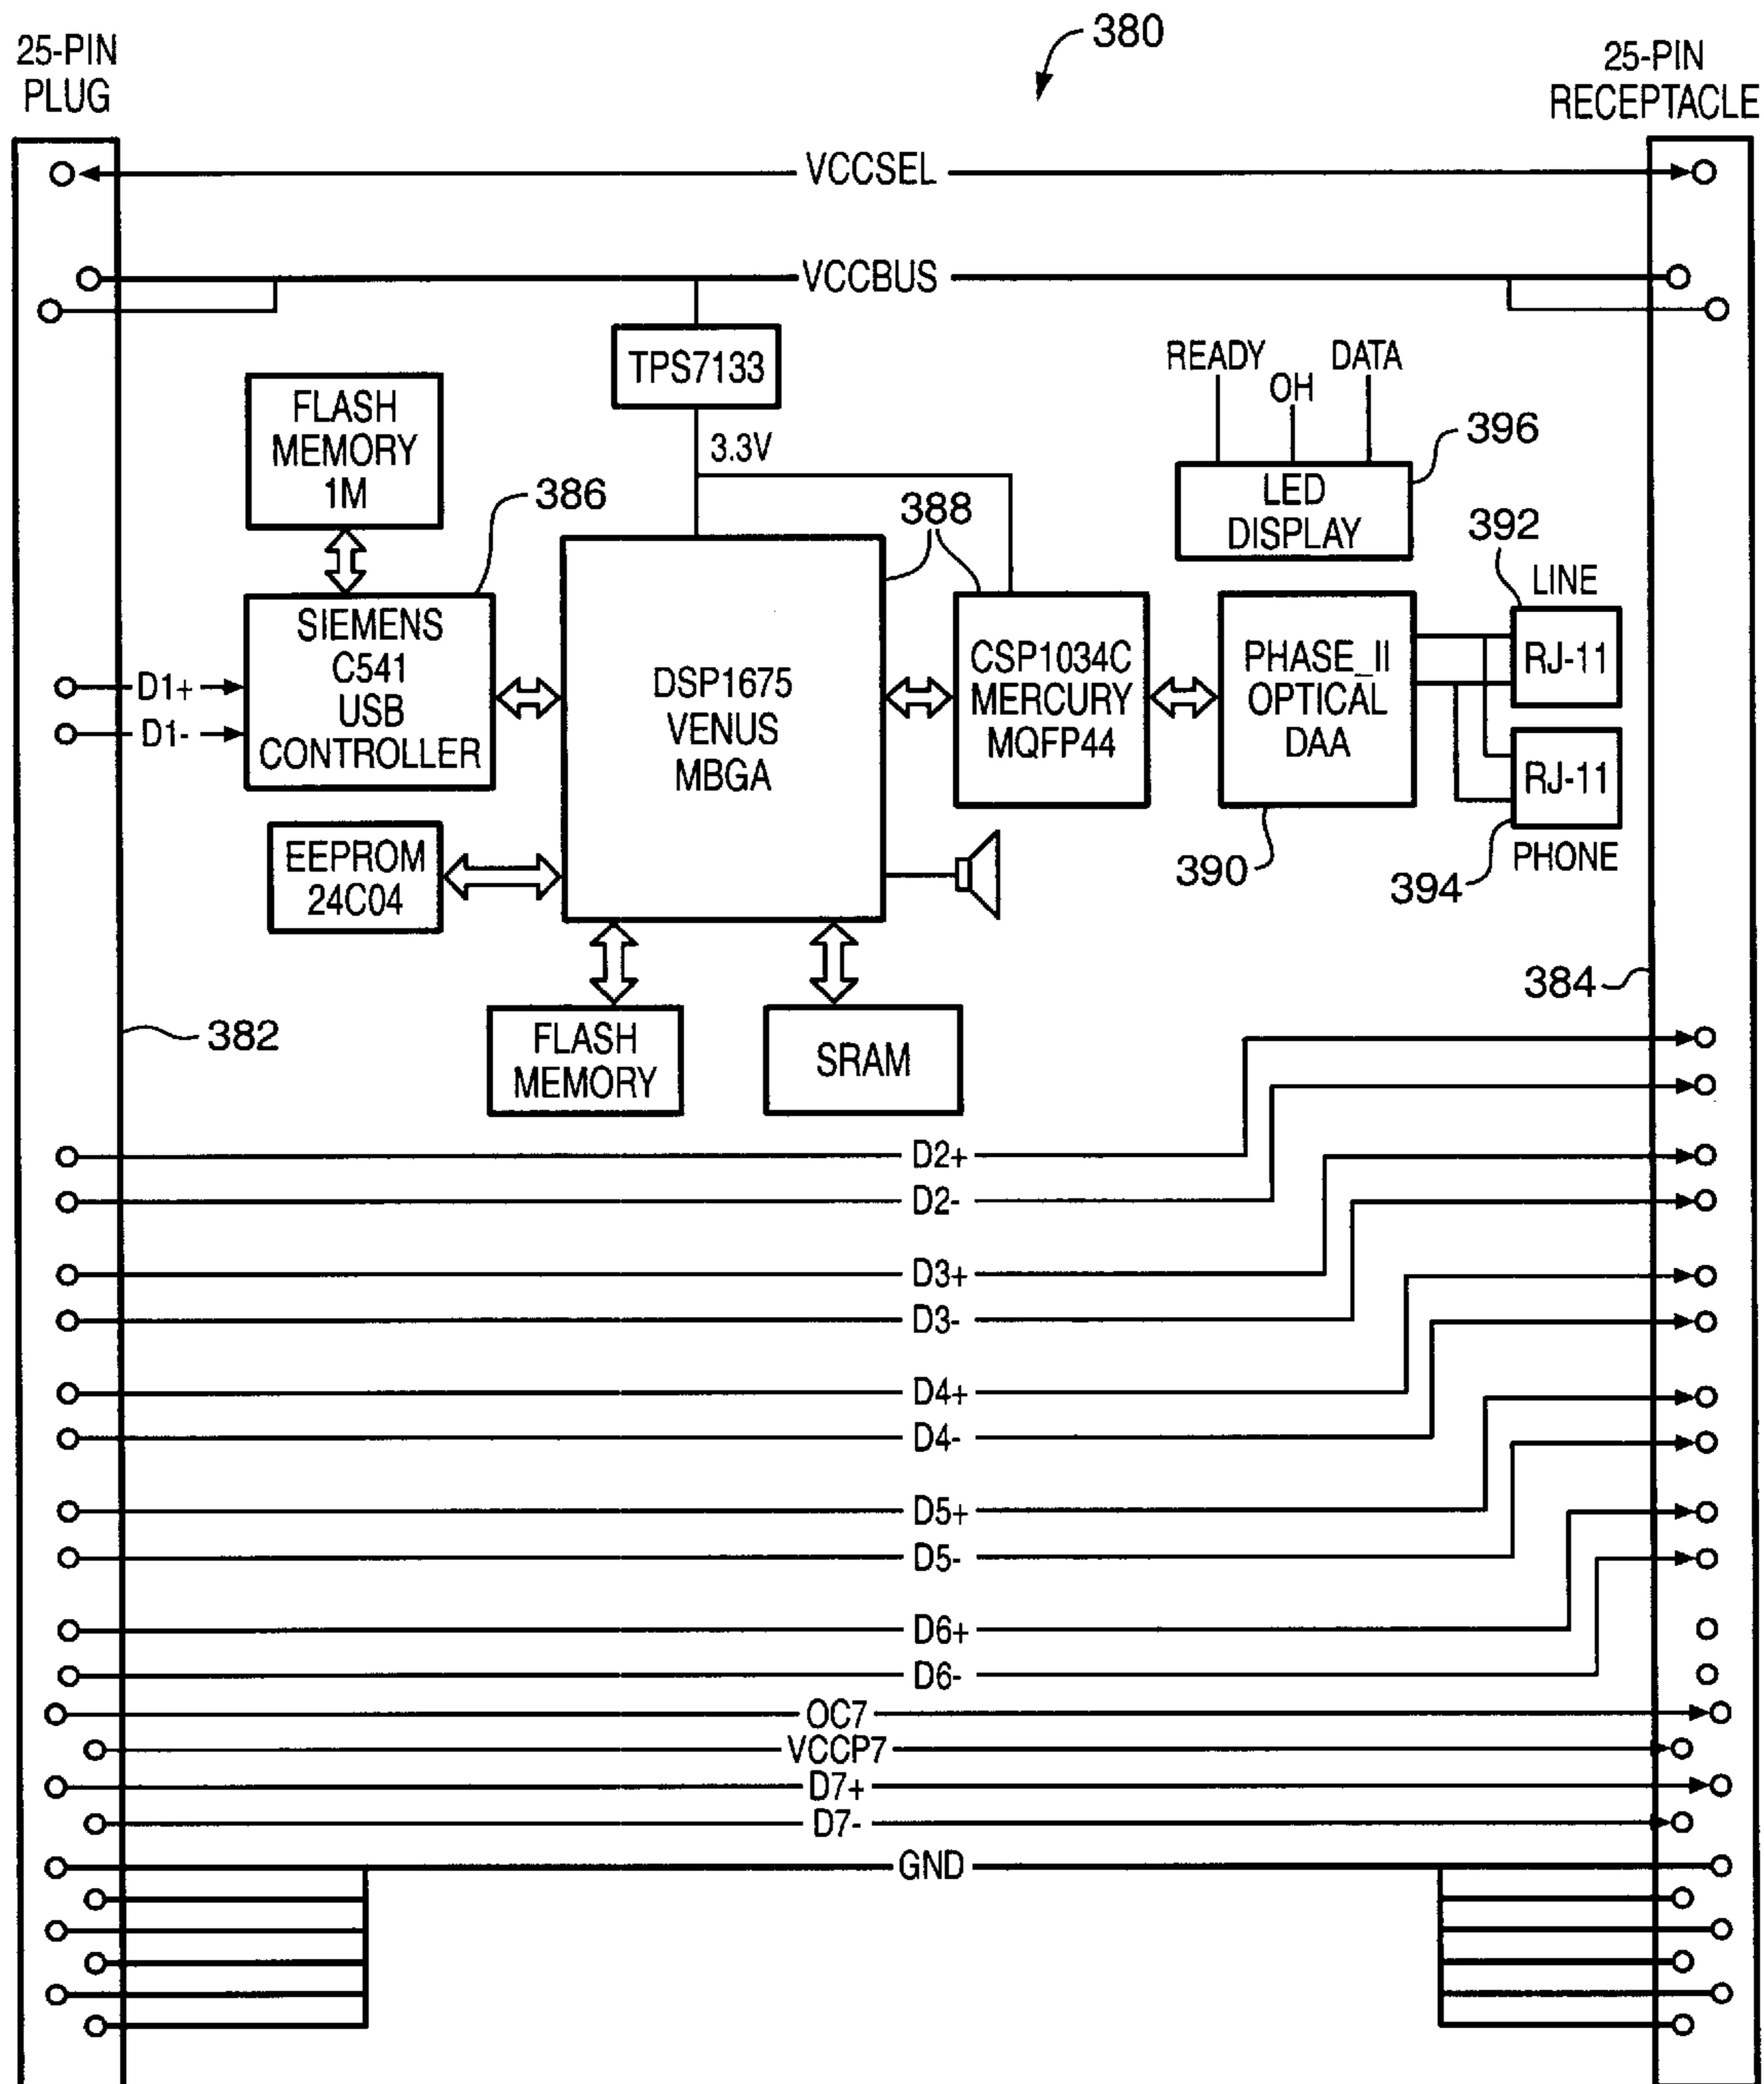 380
25-PIN
PLUG
25-PIN
RECEPTACLE
VCCSEL
VCCBUS
TPS7133
3.3V
READY
OH
DATA
LED
DISPLAY
396
FLASH
MEMORY
1M
386
388
392
LINE
SIEMENS
C541
USB
CONTROLLER
D1+
D1-
DSP1675
VENUS
MBGA
CSP1034C
MERCURY
MQFP44
PHASE_II
OPTICAL
DAA
RJ-11
RJ-11
PHONE
390
394
EEPROM
24C04
384
382
FLASH
MEMORY
SRAM
D2+
D2-
D3+
D3-
D4+
D4-
D5+
D5-
D6+
D6-
OC7
VCCP7
D7+
D7-
GND